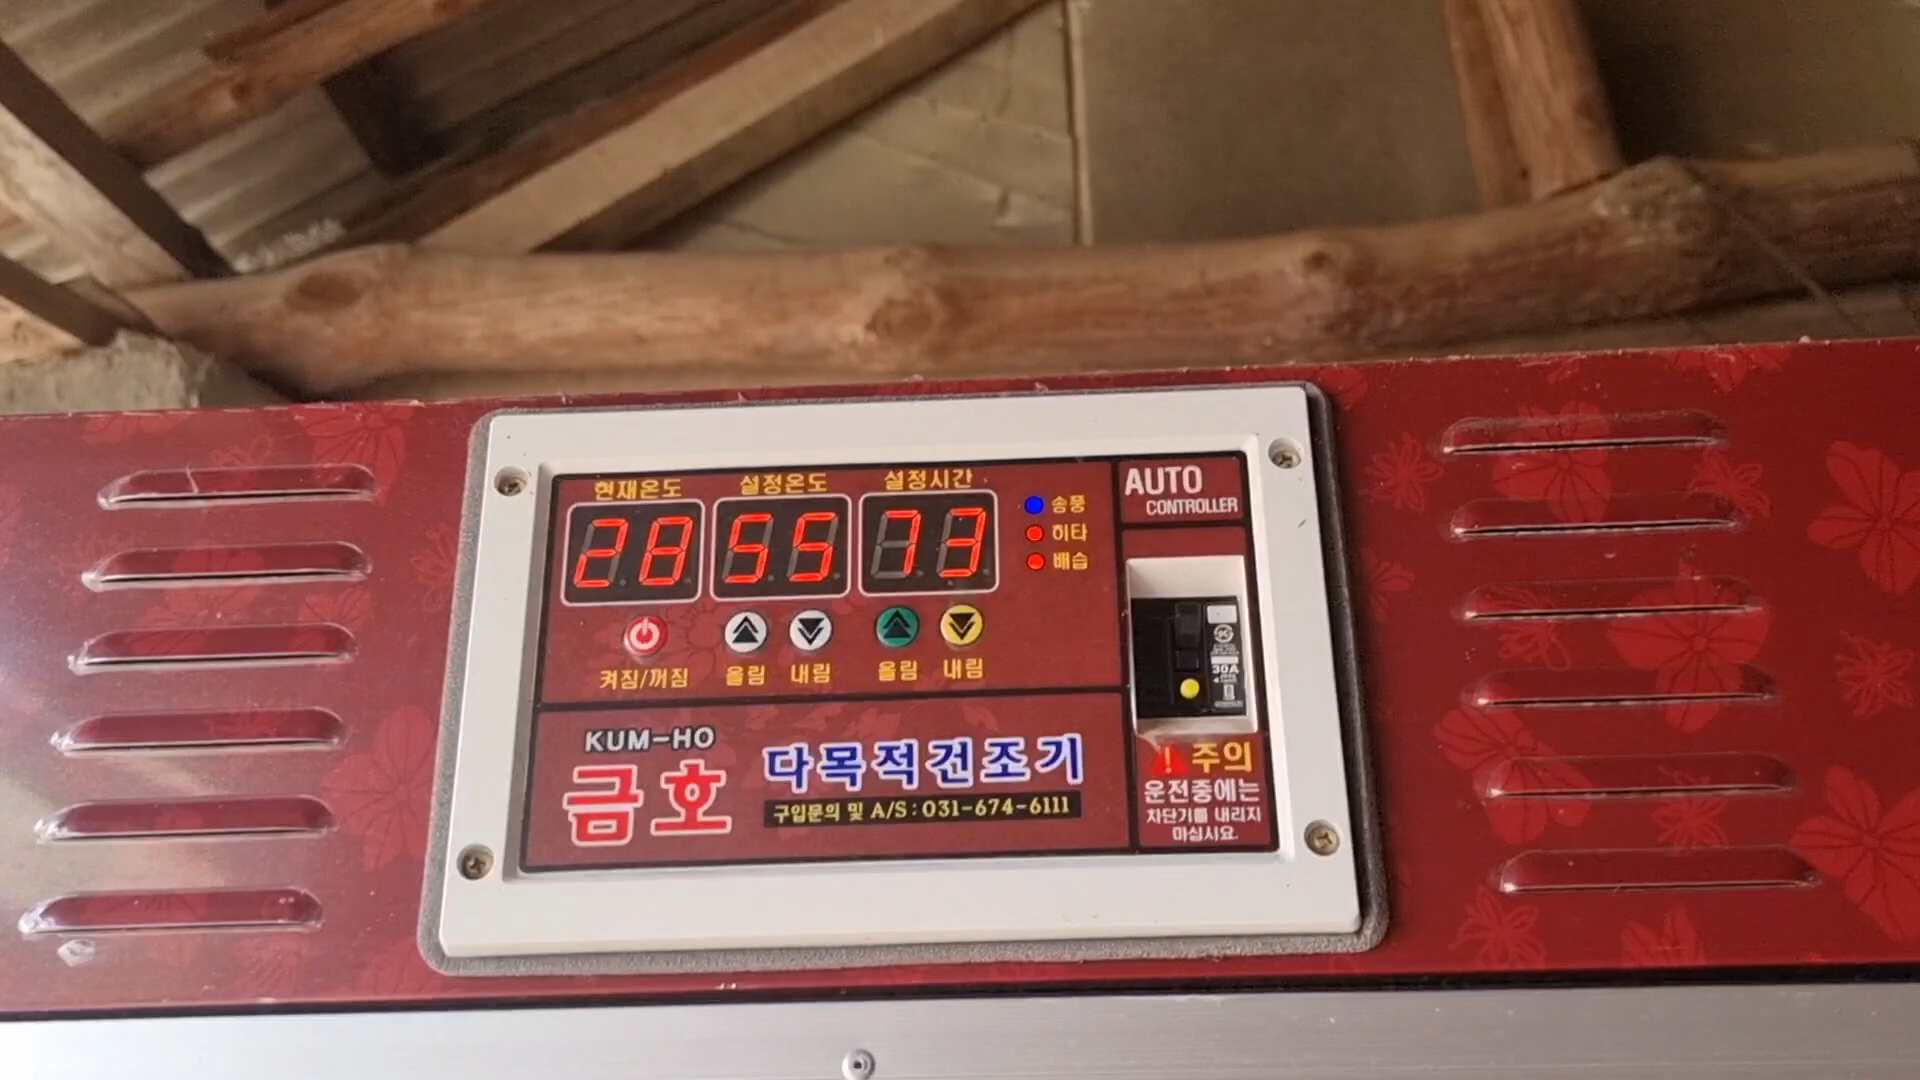 현재온도 설정온도 설정시간
28 55 73
송풍
히타
배습
켜짐/꺼짐 올림 내림 올림 내림
AUTO
CONTROLLER
30A
KUM-HO
금호
다목적건조기
구입문의 및 A/S : 031-674-6111
주의
운전중에는
차단기를 내리지
마십시요.